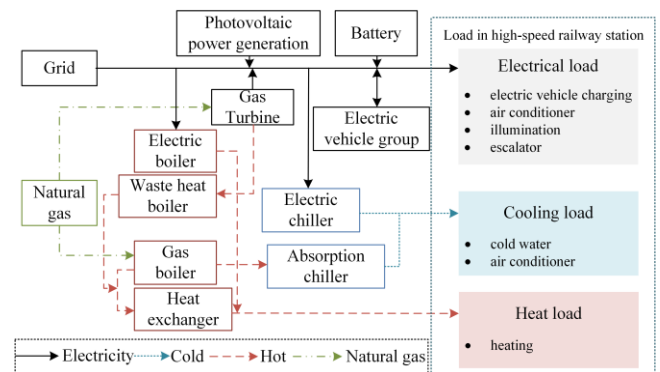 Photovoltaic
power generation
Battery
Load in high-speed railway station
Grid
Electrical load
• electric vehicle charging
• air conditioner
• illumination
• escalator
Gas
Turbine
Electric
vehicle group
Electric
boiler
Waste heat
boiler
Natural
gas
Electric
chiller
Cooling load
• cold water
• air conditioner
Gas
boiler
Absorption
chiller
Heat
exchanger
Heat load
• heating
Electricity
Cold
Hot
Natural gas